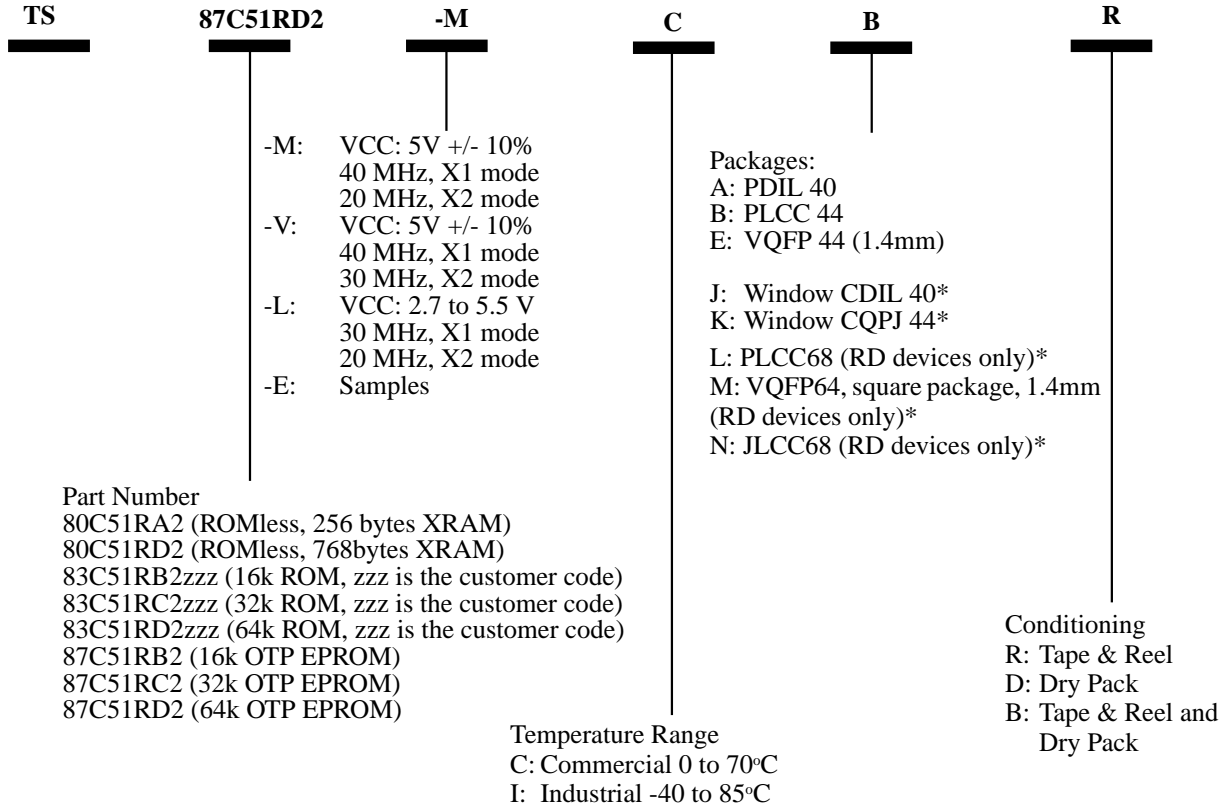 TS 87C51RD2 -M C B R
-M: VCC: 5V +/- 10%
40 MHz, X1 mode
20 MHz, X2 mode
-V: VCC: 5V +/- 10%
40 MHz, X1 mode
30 MHz, X2 mode
-L: VCC: 2.7 to 5.5 V
30 MHz, X1 mode
20 MHz, X2 mode
-E: Samples
Packages:
A: PDIL 40
B: PLCC 44
E: VQFP 44 (1.4mm)
J: Window CDIL 40*
K: Window CQPJ 44*
L: PLCC68 (RD devices only)*
M: VQFP64, square package, 1.4mm
(RD devices only)*
N: JLCC68 (RD devices only)*
Part Number
80C51RA2 (ROMless, 256 bytes XRAM)
80C51RD2 (ROMless, 768bytes XRAM)
83C51RB2zzz (16k ROM, zzz is the customer code)
83C51RC2zzz (32k ROM, zzz is the customer code)
83C51RD2zzz (64k ROM, zzz is the customer code)
87C51RB2 (16k OTP EPROM)
87C51RC2 (32k OTP EPROM)
87C51RD2 (64k OTP EPROM)
Temperature Range
C: Commercial 0 to 70°C
I: Industrial -40 to 85°C
Conditioning
R: Tape & Reel
D: Dry Pack
B: Tape & Reel and
Dry Pack